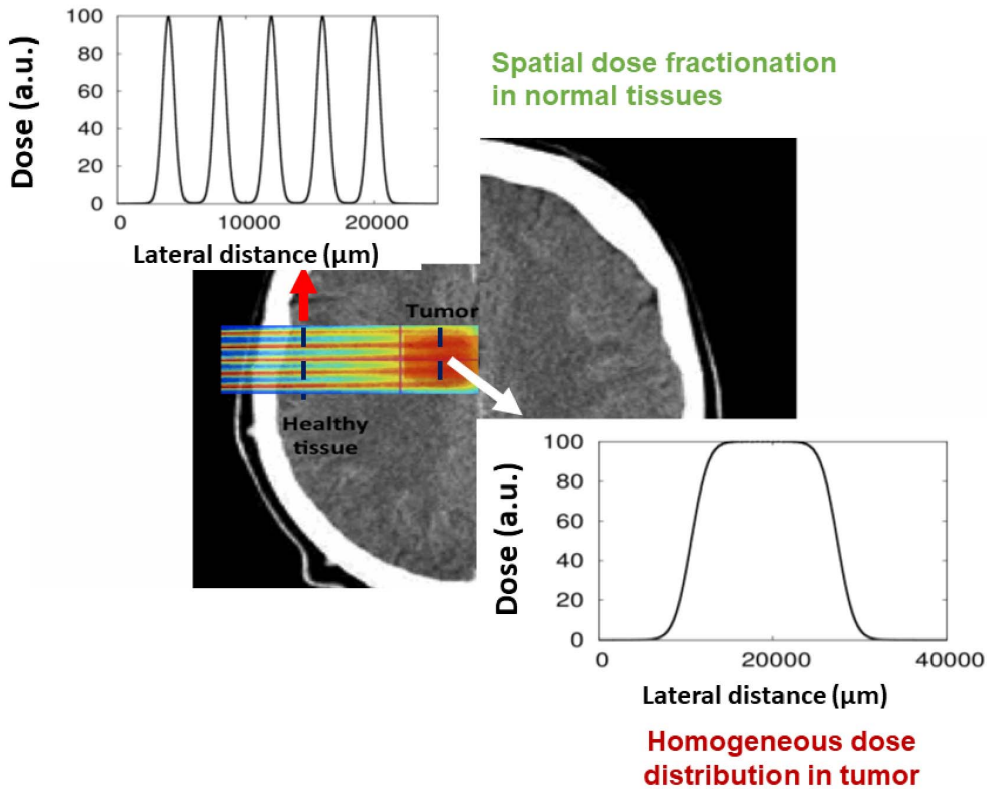 100
80
60
40
20
0
Dose (a.u.)
0 10000 20000
Lateral distance (µm)
Spatial dose fractionation
in normal tissues
Tumor
Healthy
tissue
100
80
60
40
20
0
Dose (a.u.)
0 20000 40000
Lateral distance (µm)
Homogeneous dose
distribution in tumor